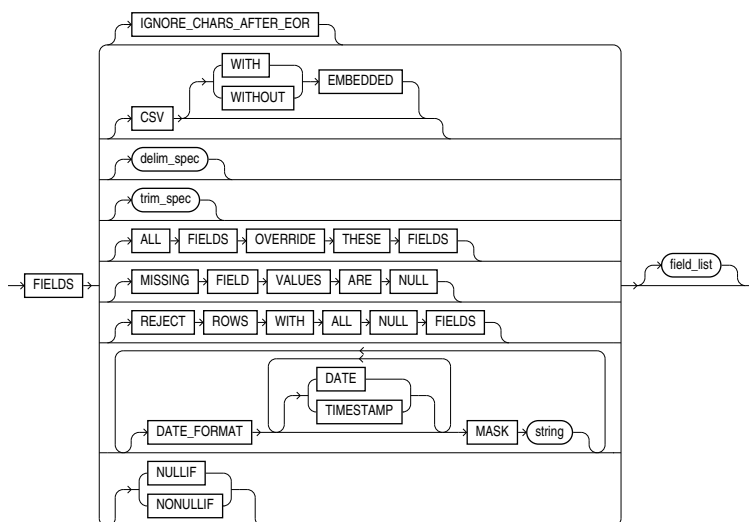 IGNORE_CHARS_AFTER_EOR
WITH
WITHOUT
EMBEDDED
CSV
delim_spec
trim_spec
ALL FIELDS OVERRIDE THESE FIELDS
FIELDS
MISSING FIELD VALUES ARE NULL
field_list
REJECT ROWS WITH ALL NULL FIELDS
DATE
TIMESTAMP
DATE_FORMAT MASK string
NULLIF
NONULLIF